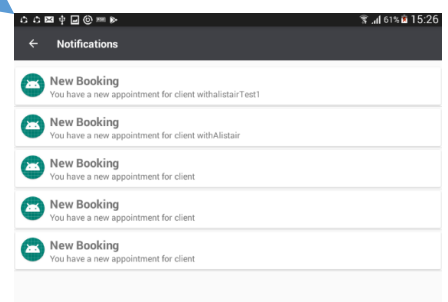 61% 15:26
Notifications
New Booking
You have a new appointment for client withalistairTest1
New Booking
You have a new appointment for client withAlistair
New Booking
You have a new appointment for client
New Booking
You have a new appointment for client
New Booking
You have a new appointment for client